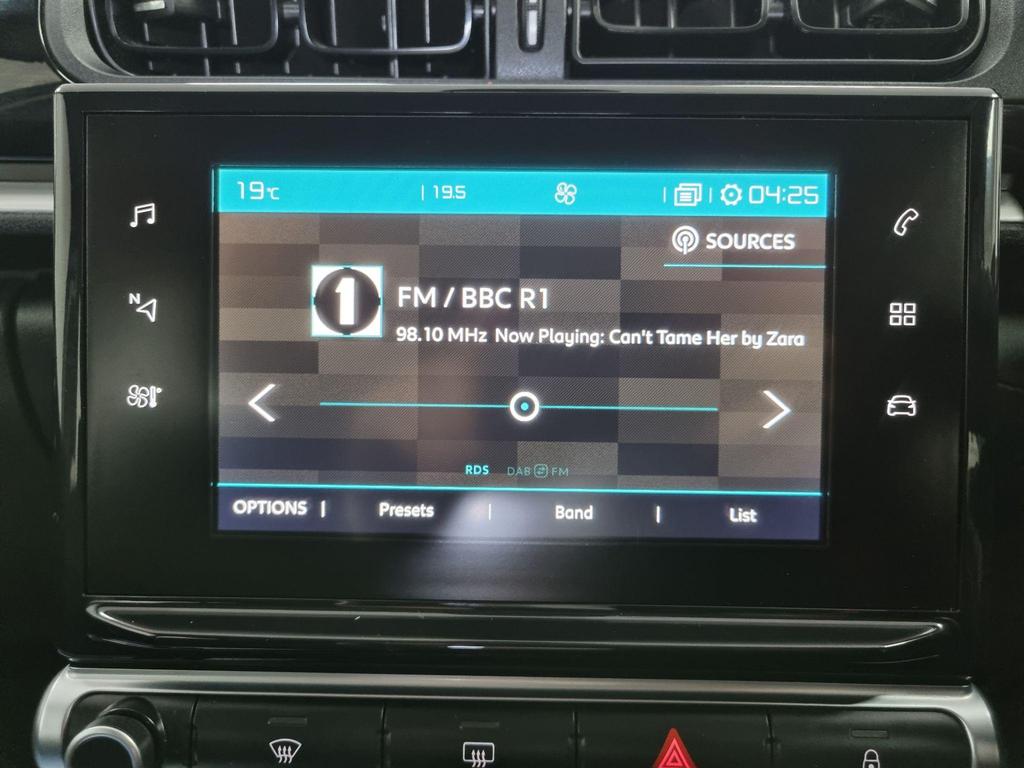 19°C | 19.5 | | 04:25
SOURCES
N
1
FM / BBC R1
98.10 MHz Now Playing: Can't Tame Her by Zara
RDS DAB FM
OPTIONS | Presets | Band | List